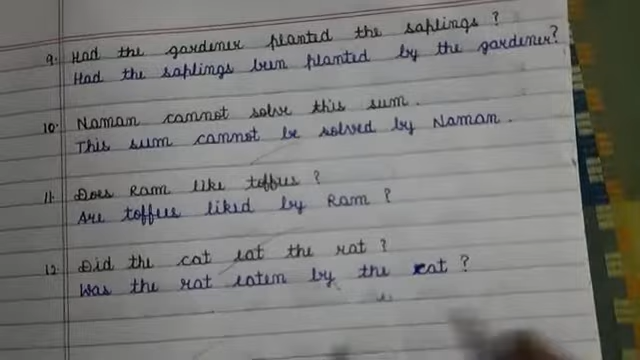 9. Had the gardener planted the saplings ?
Had the saplings been planted by the gardener?
10. Naman cannot solve this sum.
This sum cannot be solved by Naman.
11. Does Ram like toffees ?
Are toffees liked by Ram ?
12. Did the cat eat the rat ?
Was the rat eaten by the cat ?